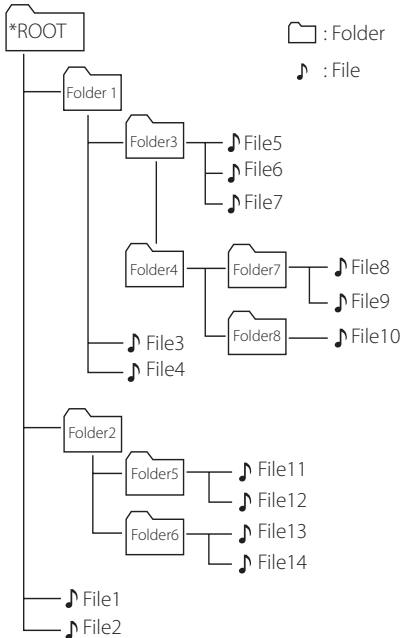 *ROOT
: Folder
: File
Folder 1
Folder3
File5
File6
File7
Folder4
Folder7
File8
File9
Folder8
File10
File3
File4
Folder2
Folder5
File11
File12
Folder6
File13
File14
File1
File2